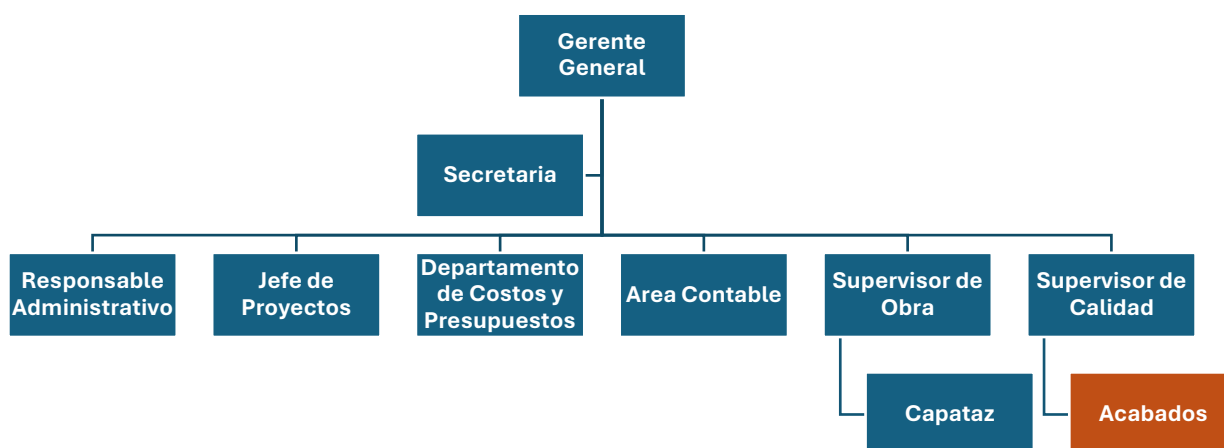 Gerente
General
Secretaria
Responsable
Administrativo
Jefe de
Proyectos
Departamento
de Costos y
Presupuestos
Area Contable
Supervisor de
Obra
Supervisor de
Calidad
Capataz
Acabados